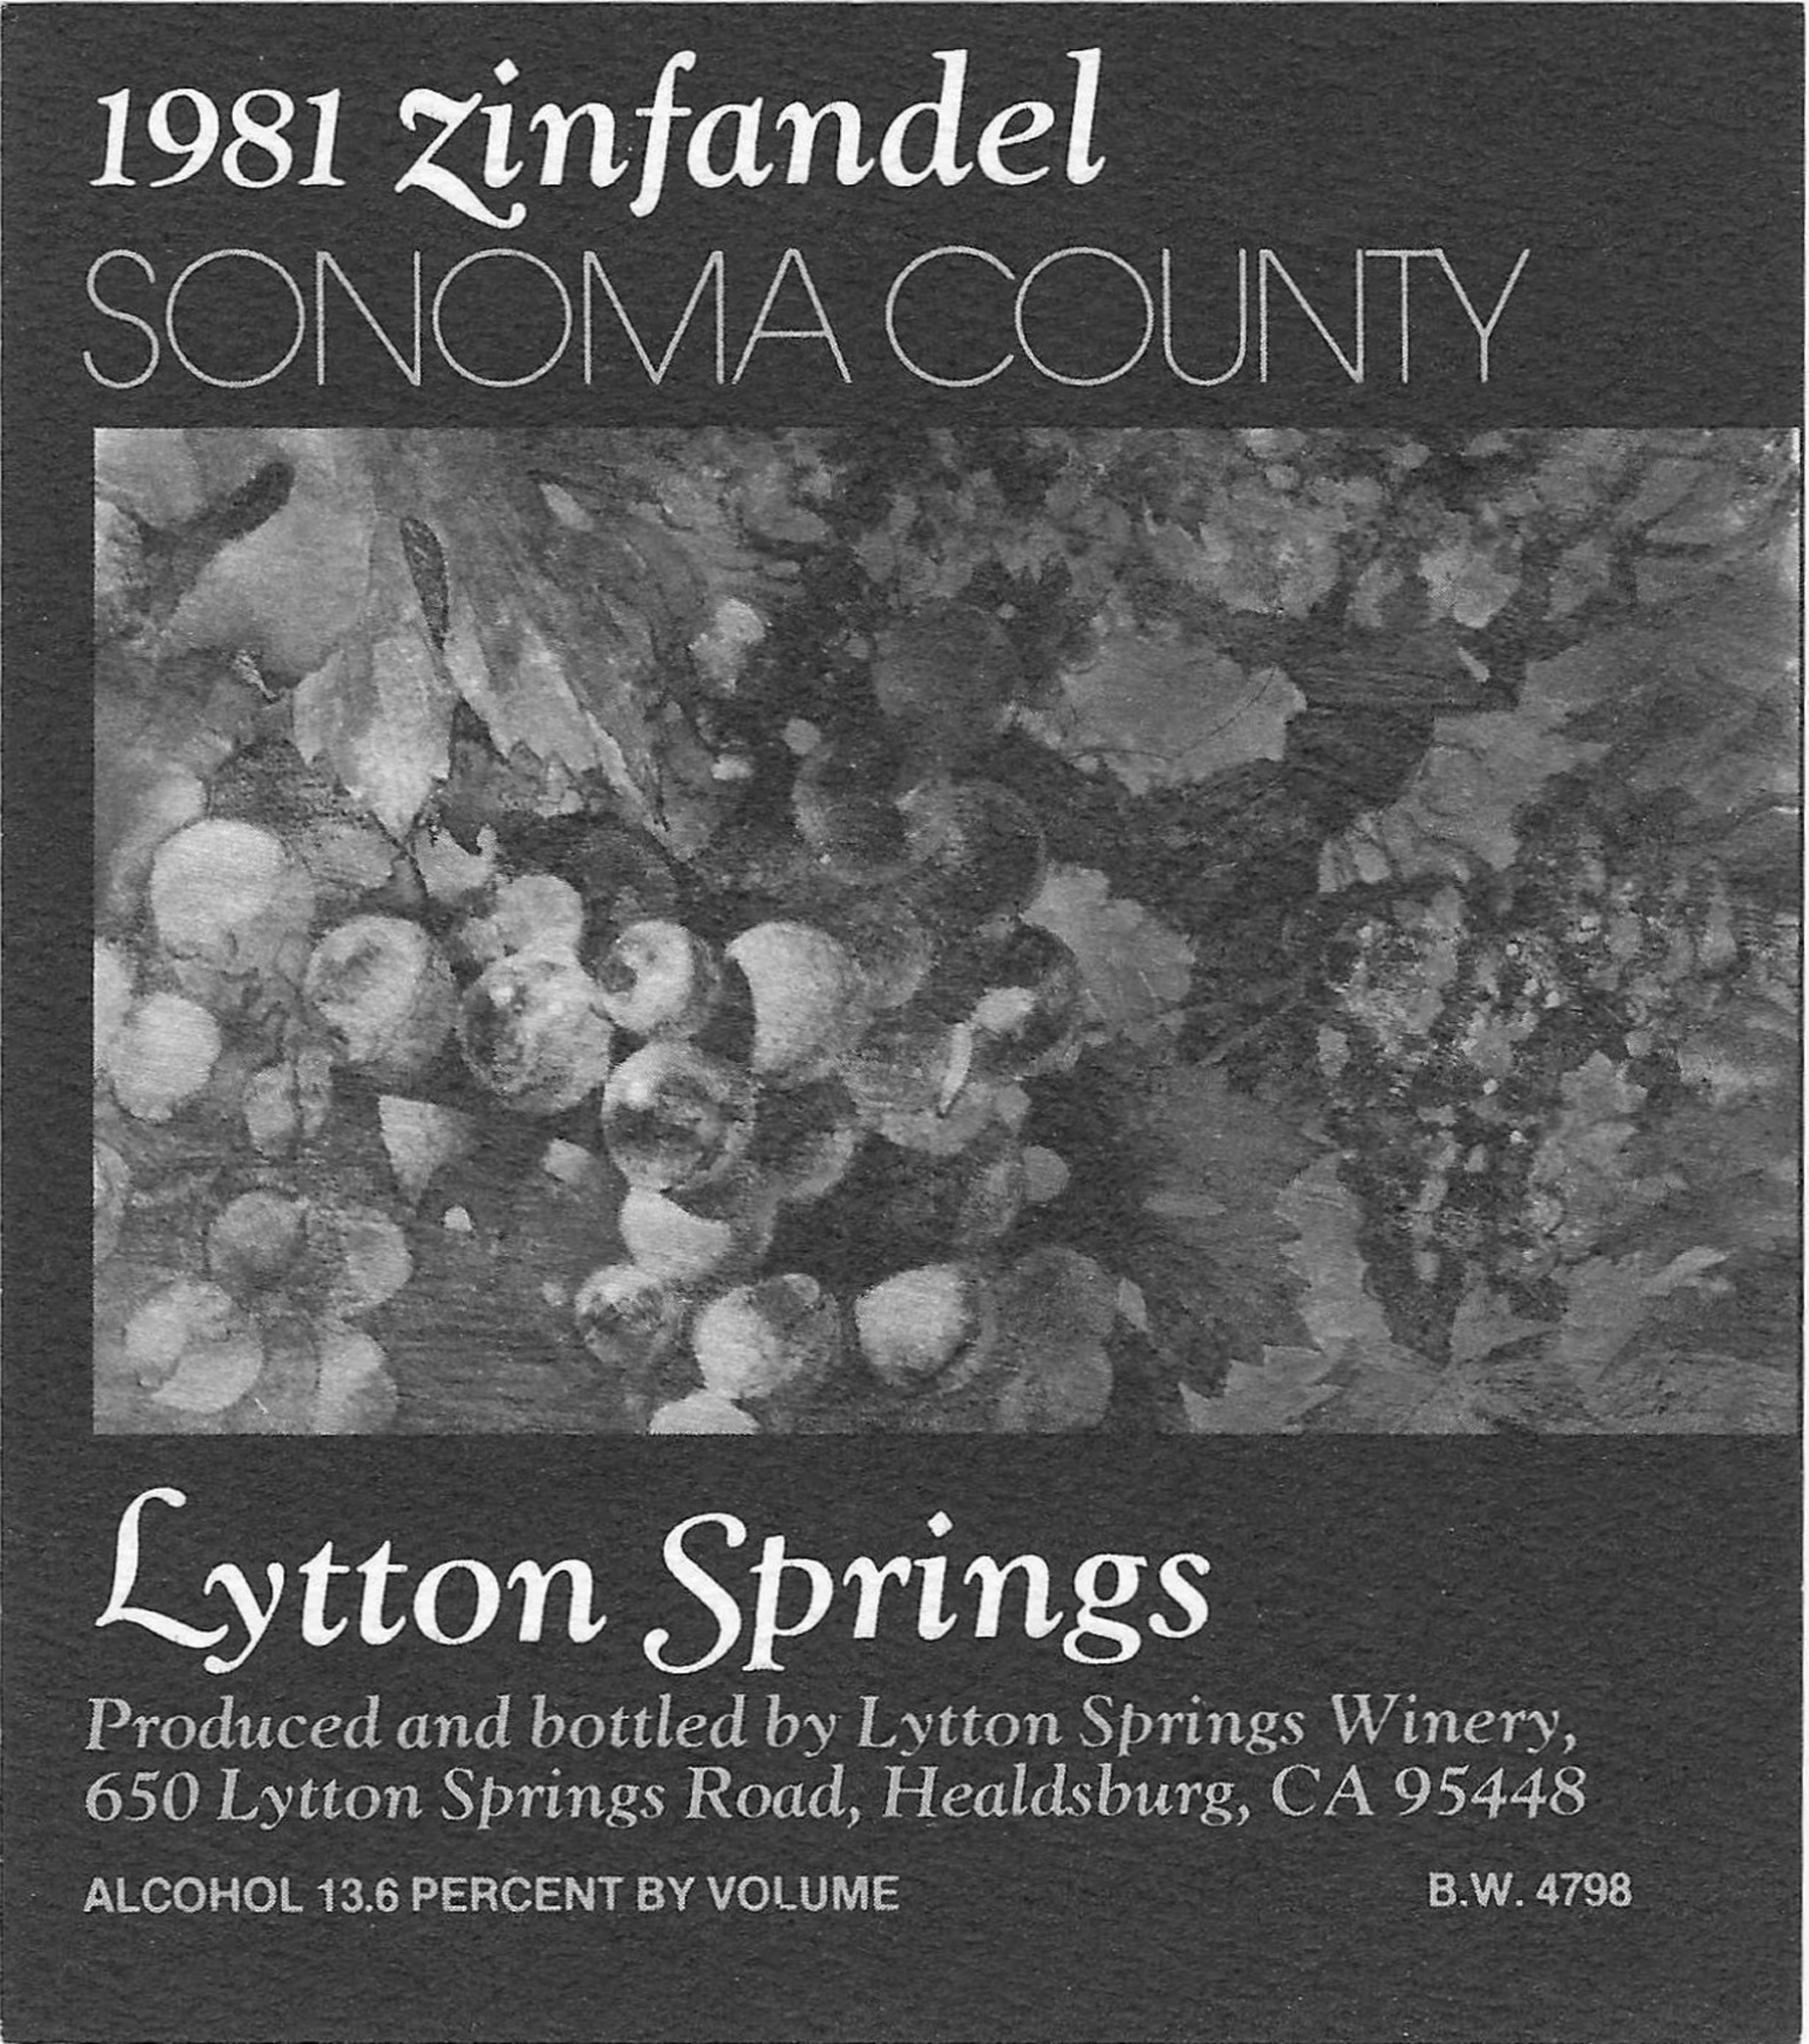 1981 Zinfandel
SONOMA COUNTY
Lytton Springs
Produced and bottled by Lytton Springs Winery,
650 Lytton Springs Road, Healdsburg, CA 95448
ALCOHOL 13.6 PERCENT BY VOLUME B.W. 4798